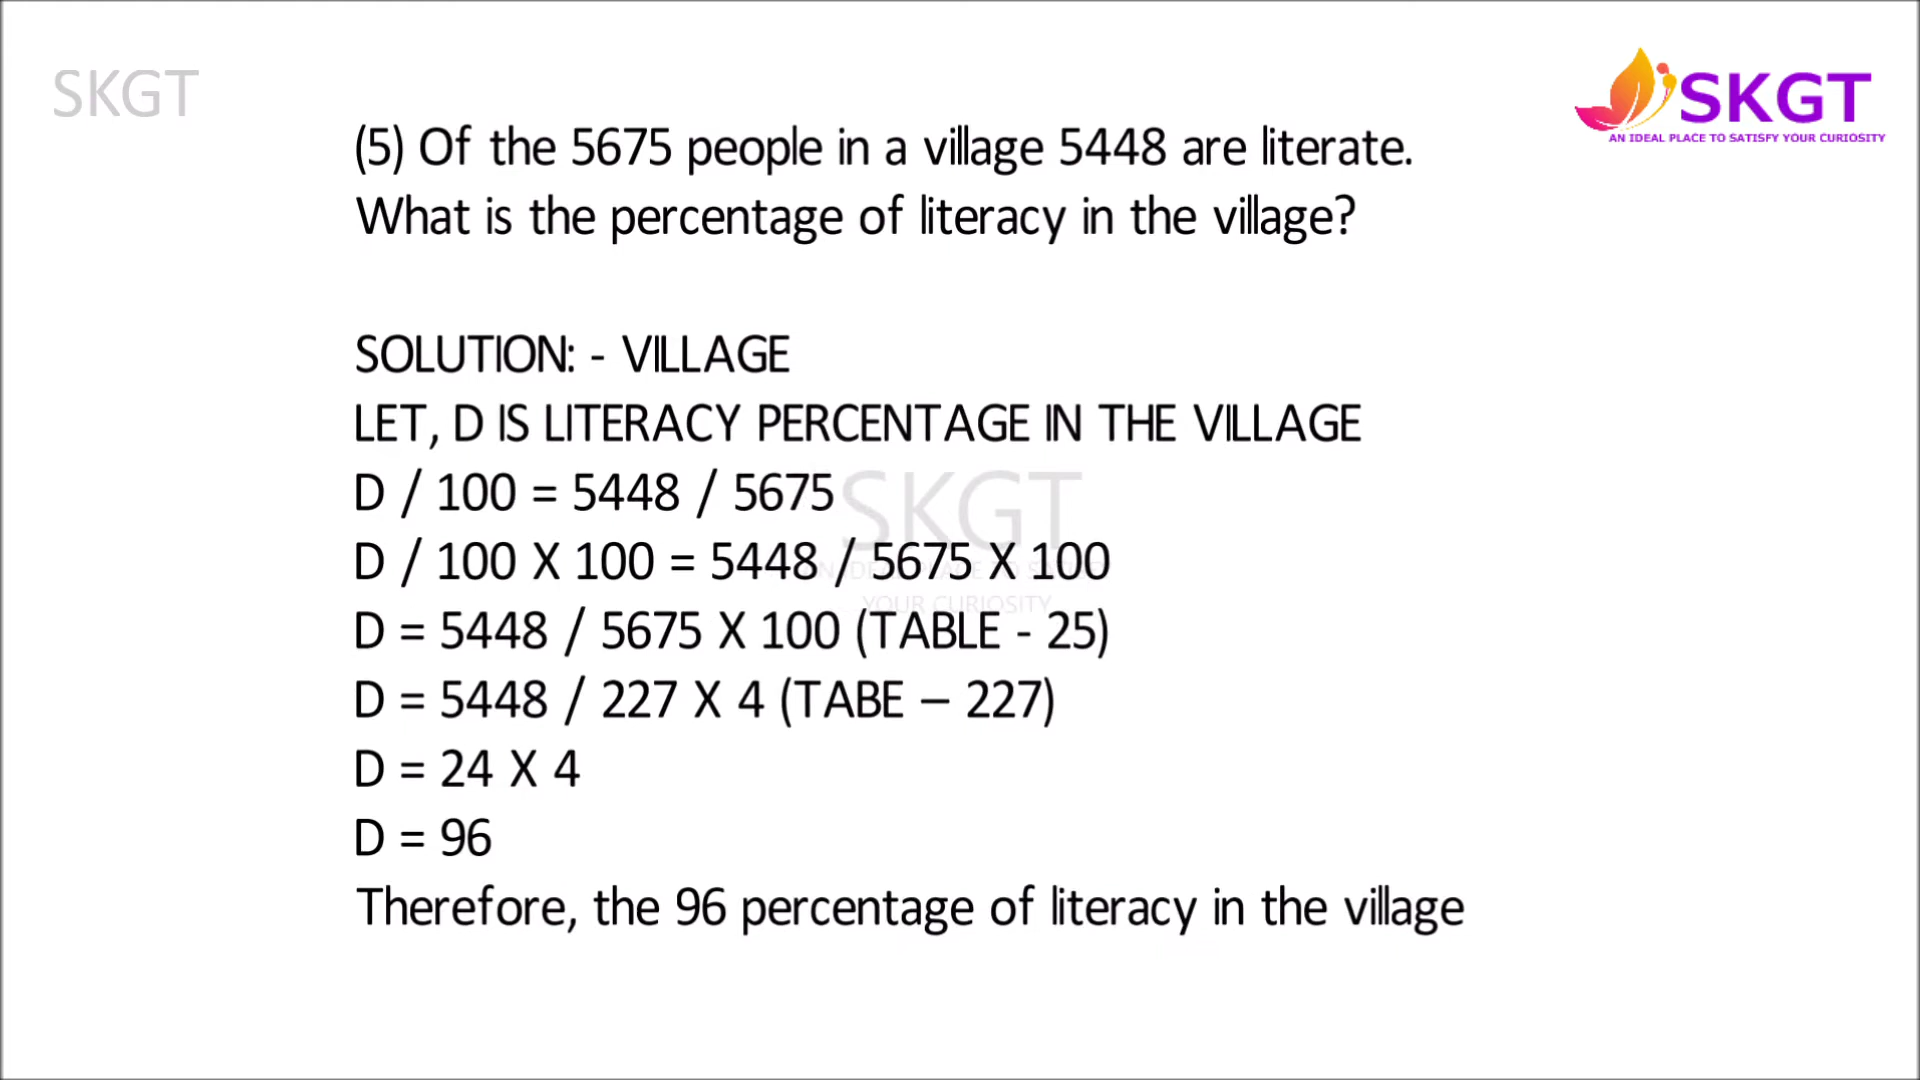 SKGT
SKGT
AN IDEAL PLACE TO SATISFY YOUR CURIOSITY
(5) Of the 5675 people in a village 5448 are literate.
What is the percentage of literacy in the village?
SOLUTION: - VILLAGE
LET, D IS LITERACY PERCENTAGE IN THE VILLAGE
D / 100 = 5448 / 5675
SKGT
D / 100 X 100 = 5448 / 5675 X 100
YOUR CURIOSITY
D = 5448 / 5675 X 100 (TABLE - 25)
D = 5448 / 227 X 4 (TABE – 227)
D = 24 X 4
D = 96
Therefore, the 96 percentage of literacy in the village